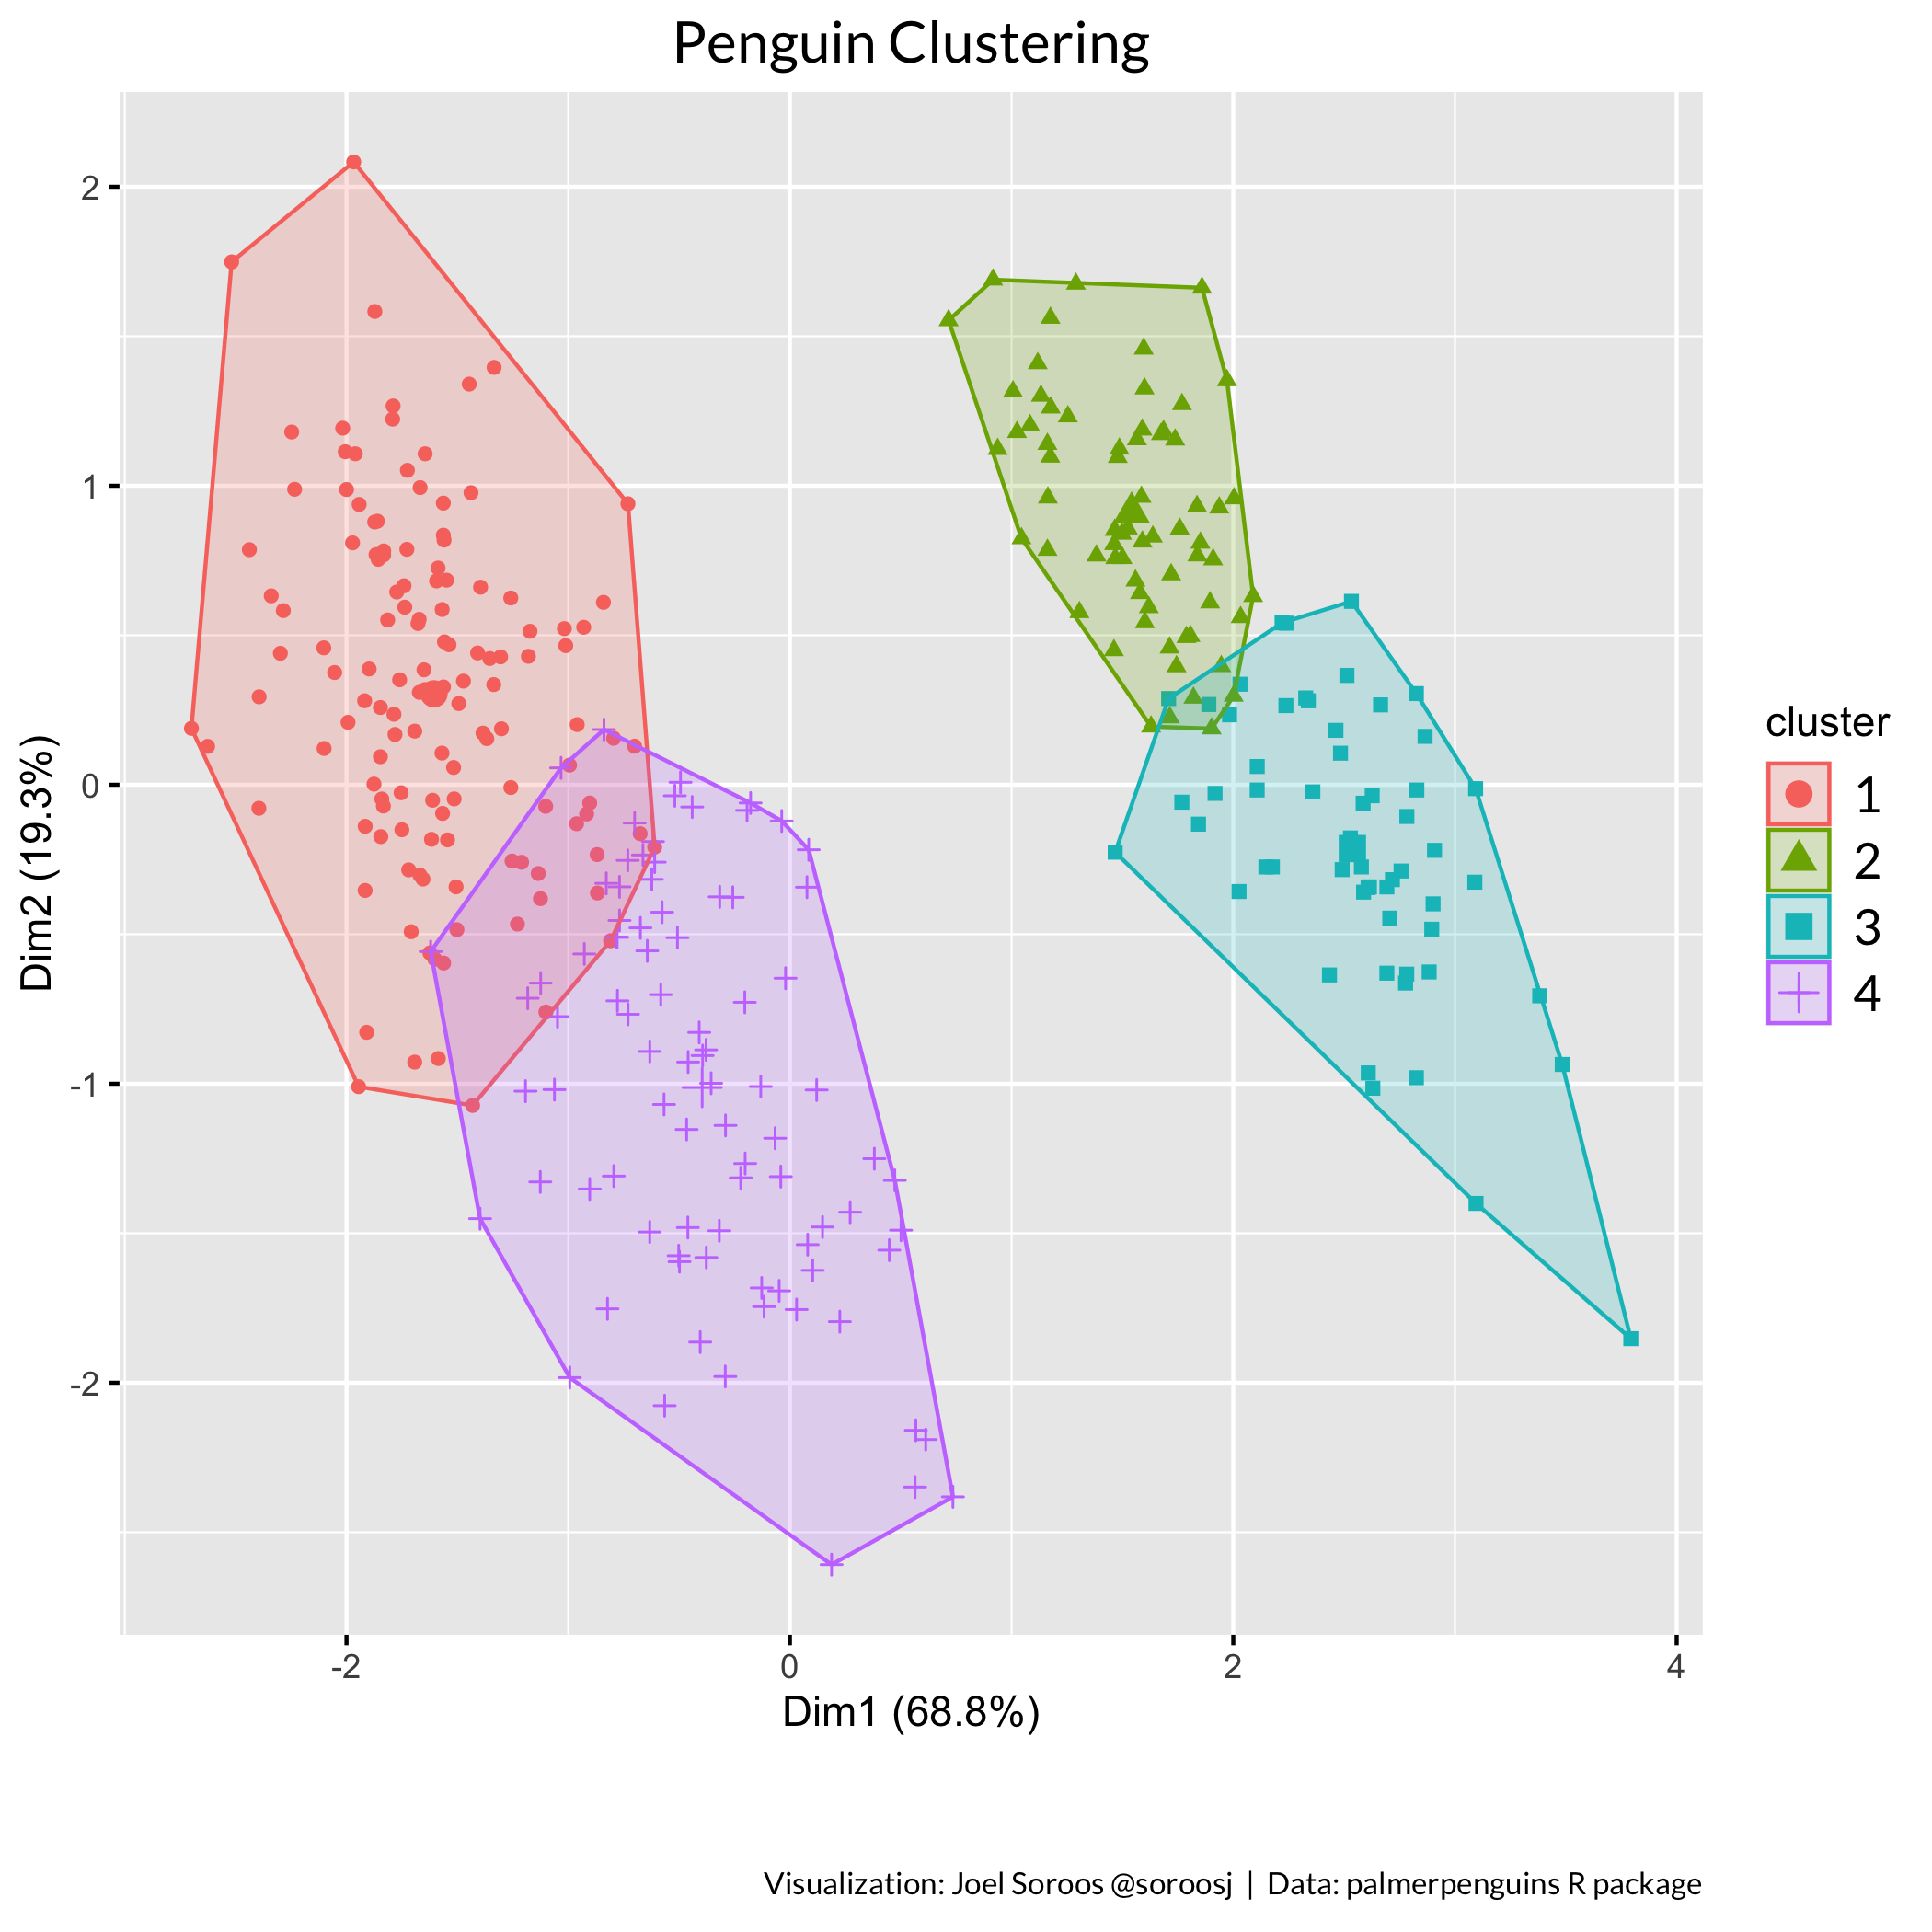 Penguin Clustering
Dim2 (19.3%)
2
1
0
-1
-2
-2
0
2
4
Dim1 (68.8%)
cluster
1
2
3
4
Visualization: Joel Soroos @soroosj | Data: palmerpenguins R package